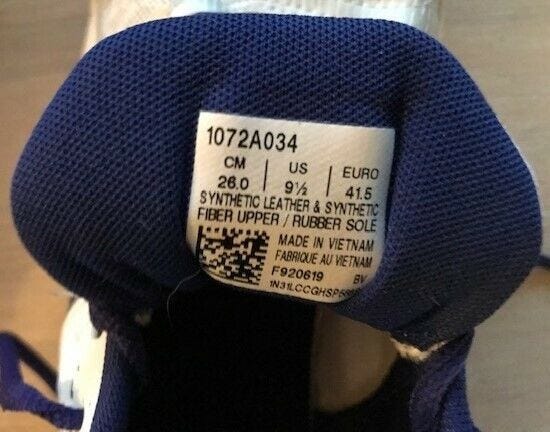 1072A034
CM | US | EURO
26.0 | 9½ | 41.5
SYNTHETIC LEATHER & SYNTHETIC
FIBER UPPER / RUBBER SOLE
MADE IN VIETNAM
FABRIQUE AU VIETNAM
F920619 BV